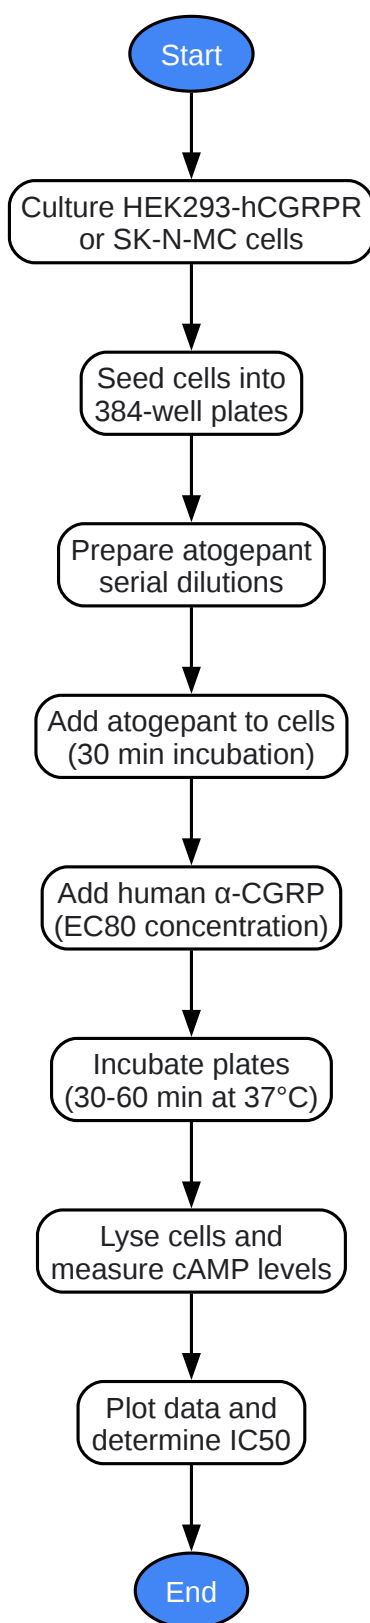 Start
Culture HEK293-hCGRPR
or SK-N-MC cells
Seed cells into
384-well plates
Prepare atogepant
serial dilutions
Add atogepant to cells
(30 min incubation)
Add human α-CGRP
(EC80 concentration)
Incubate plates
(30-60 min at 37°C)
Lyse cells and
measure cAMP levels
Plot data and
determine IC50
End